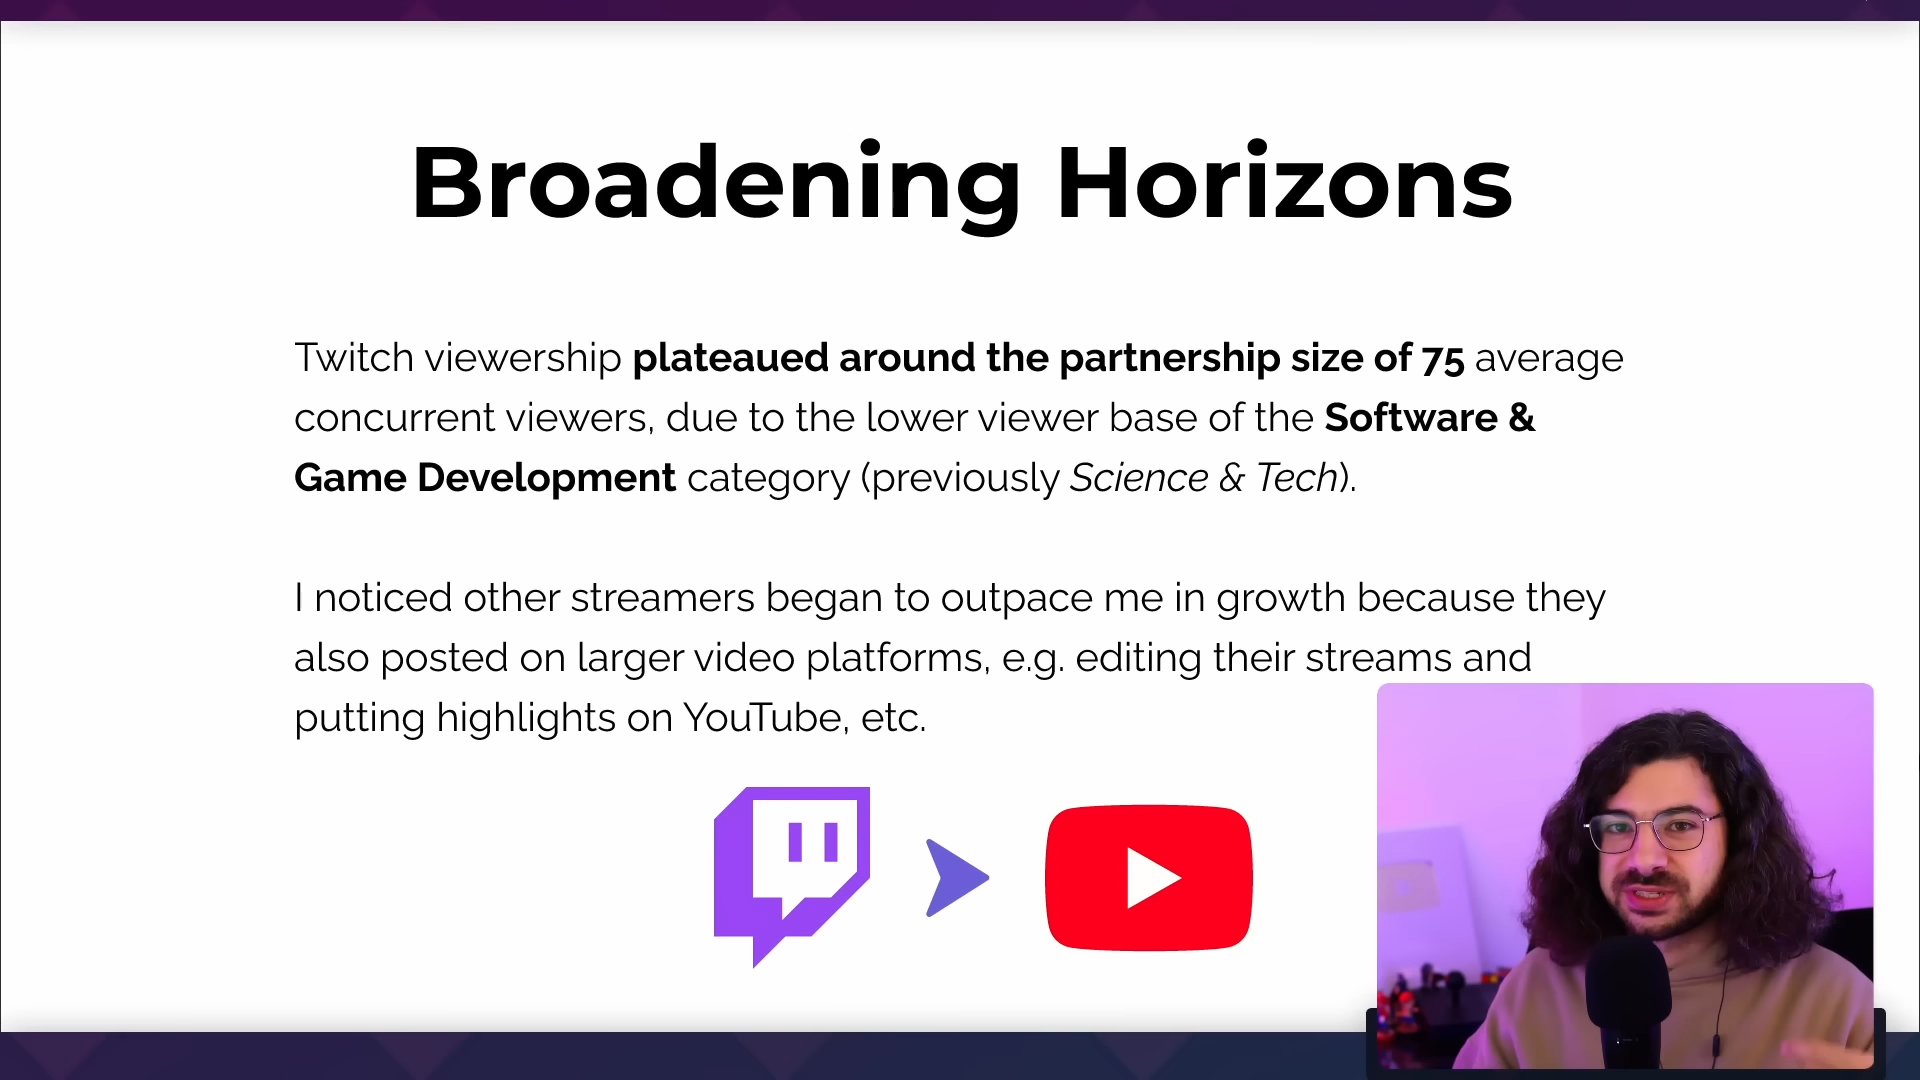 Broadening Horizons
Twitch viewership plateaued around the partnership size of 75 average
concurrent viewers, due to the lower viewer base of the Software &
Game Development category (previously Science & Tech).
I noticed other streamers began to outpace me in growth because they
also posted on larger video platforms, e.g. editing their streams and
putting highlights on YouTube, etc.